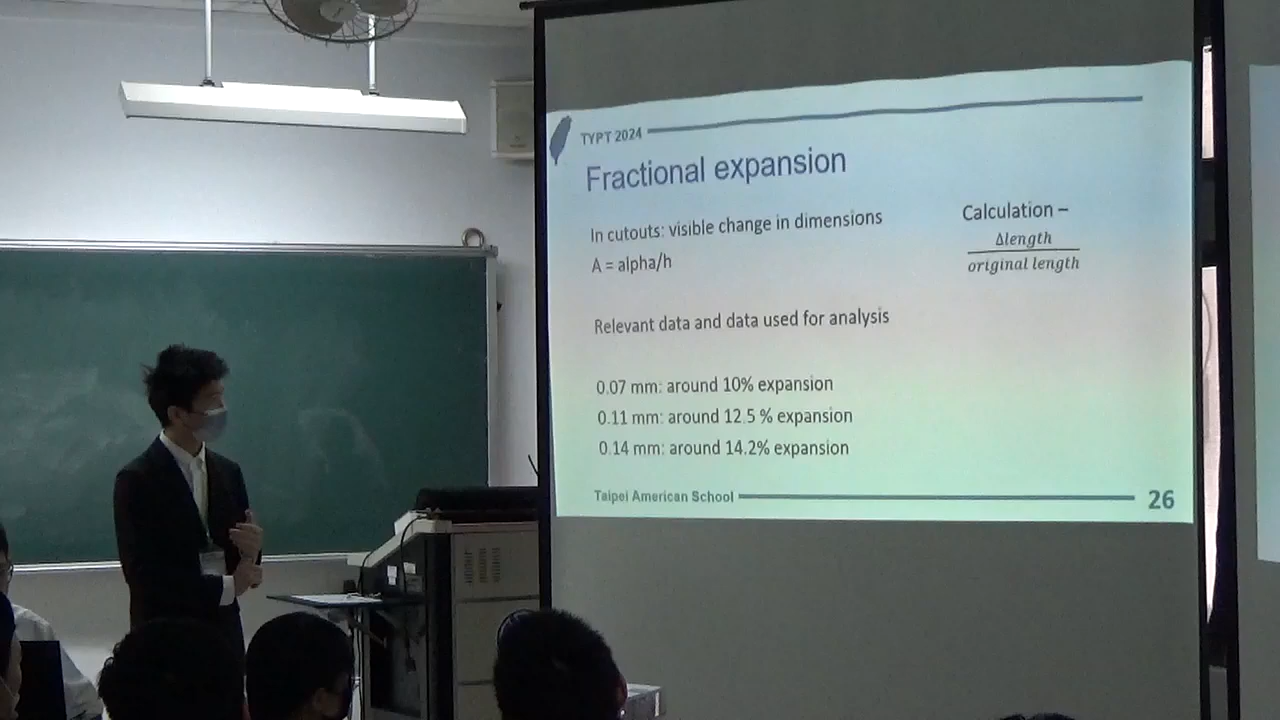 TYPT 2024
Fractional expansion
In cutouts: visible change in dimensions
A = alpha/h
Calculation –
Δlength
original length
Relevant data and data used for analysis
0.07 mm: around 10% expansion
0.11 mm: around 12.5 % expansion
0.14 mm: around 14.2% expansion
Taipei American School
26